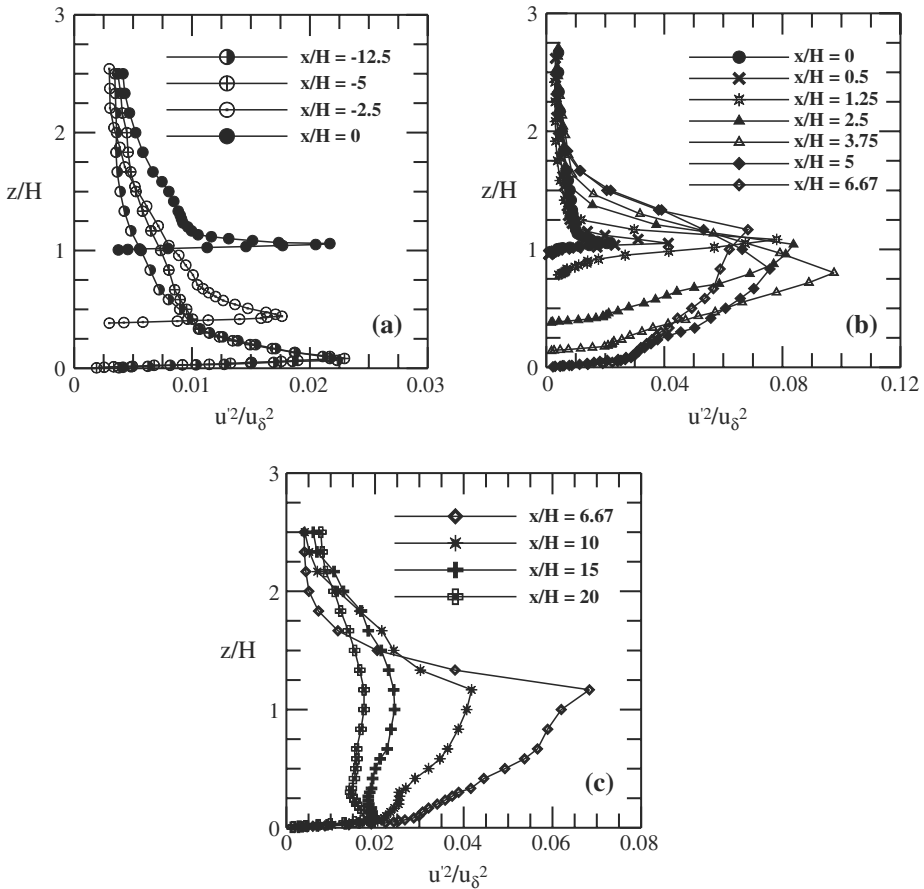 3
2
z/H
1
0
0
0.01
0.02
0.03
u'²/u_δ²
x/H = -12.5
x/H = -5
x/H = -2.5
x/H = 0
(a)
3
2
z/H
1
0
0
0.04
0.08
0.12
u'²/u_δ²
x/H = 0
x/H = 0.5
x/H = 1.25
x/H = 2.5
x/H = 3.75
x/H = 5
x/H = 6.67
(b)
3
2
z/H
1
0
0
0.02
0.04
0.06
0.08
u'²/u_δ²
x/H = 6.67
x/H = 10
x/H = 15
x/H = 20
(c)